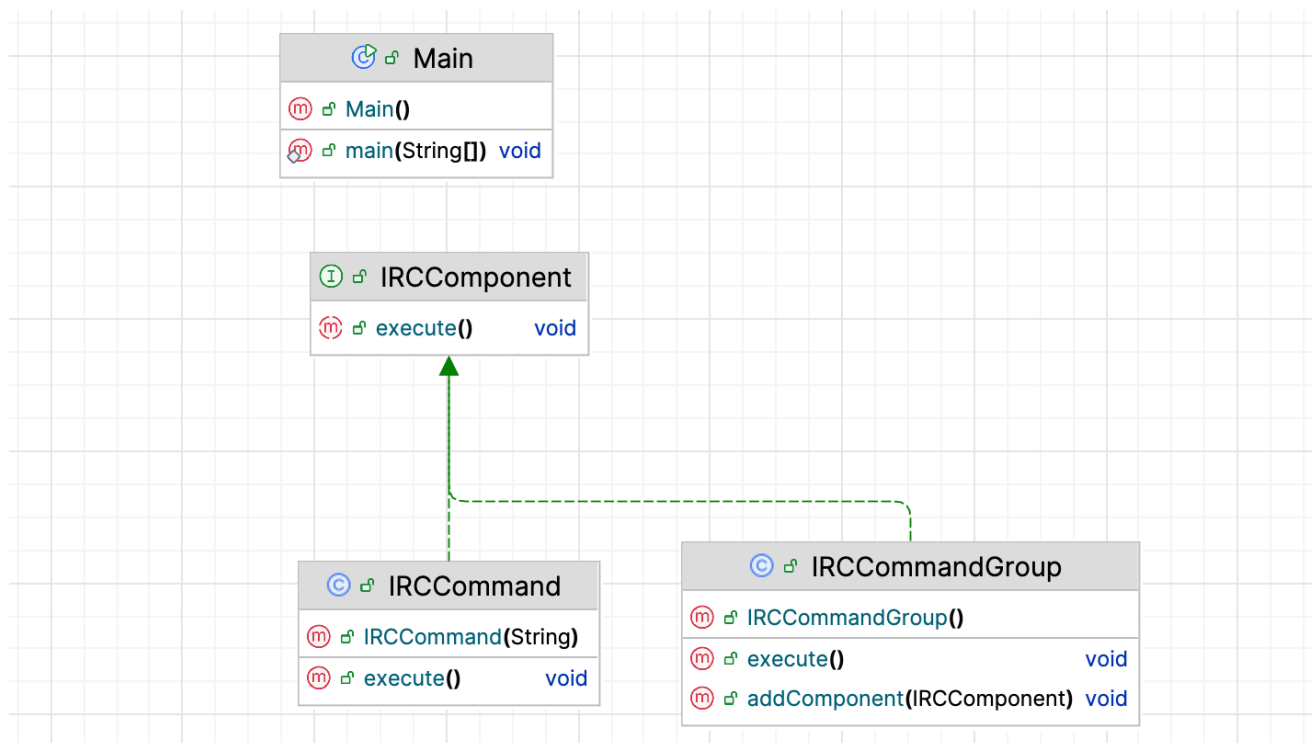 Main
Main()
main(String[]) void
IRCComponent
execute() void
IRCCommand
IRCCommand(String)
execute() void
IRCCommandGroup
IRCCommandGroup()
execute() void
addComponent(IRCComponent) void